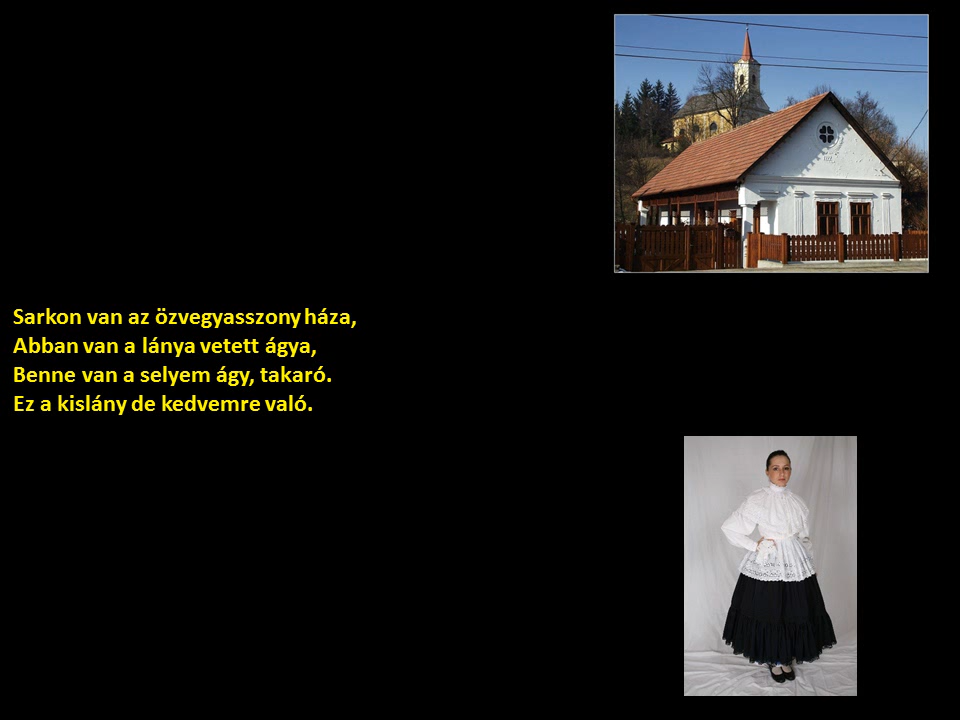 Sarkon van az özvegyasszony háza,
Abban van a lánya vetett ágya,
Benne van a selyem ágy, takaró.
Ez a kislány de kedvemre való.